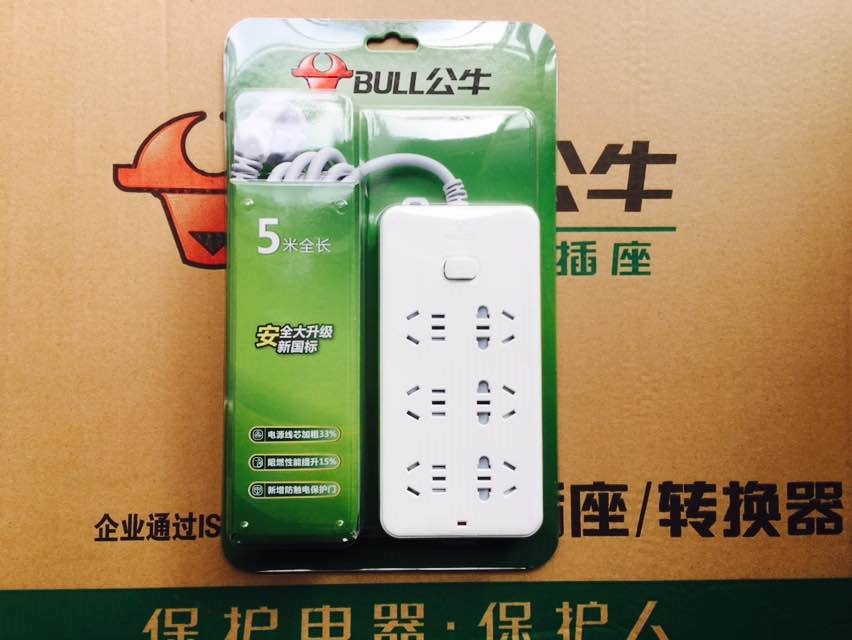 BULL公牛
5米全长
安全大升级
新国标
电源线芯加粗33%
阻燃性能提升15%
新增防触电保护门
公牛
插座
企业通过IS
座/转换器
保护电器·保护人